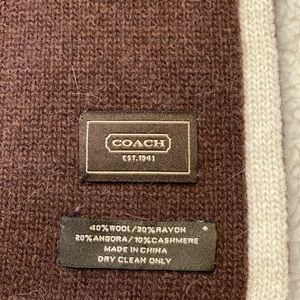 COACH
EST. 1941
40%WOOL/30%RAYON
20%ANGORA/10%CASHMERE
MADE IN CHINA
DRY CLEAN ONLY